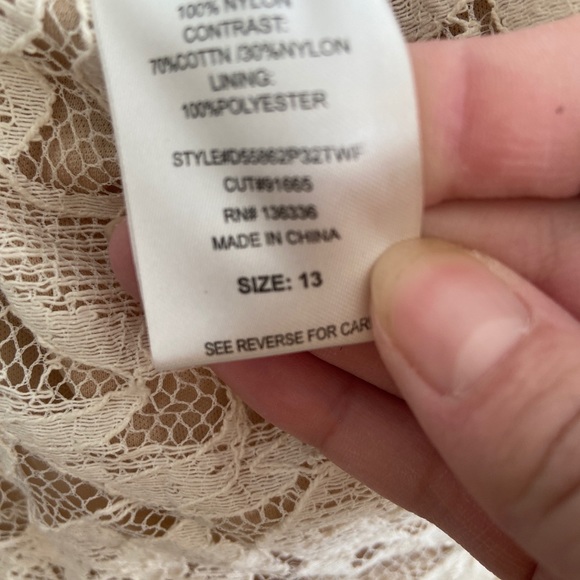 100% NYLON
CONTRAST:
70%COTTN /30%NYLON
LINING:
100%POLYESTER
STYLE#D55862P32TWF
CUT#91665
RN# 136336
MADE IN CHINA
SIZE: 13
SEE REVERSE FOR CAR